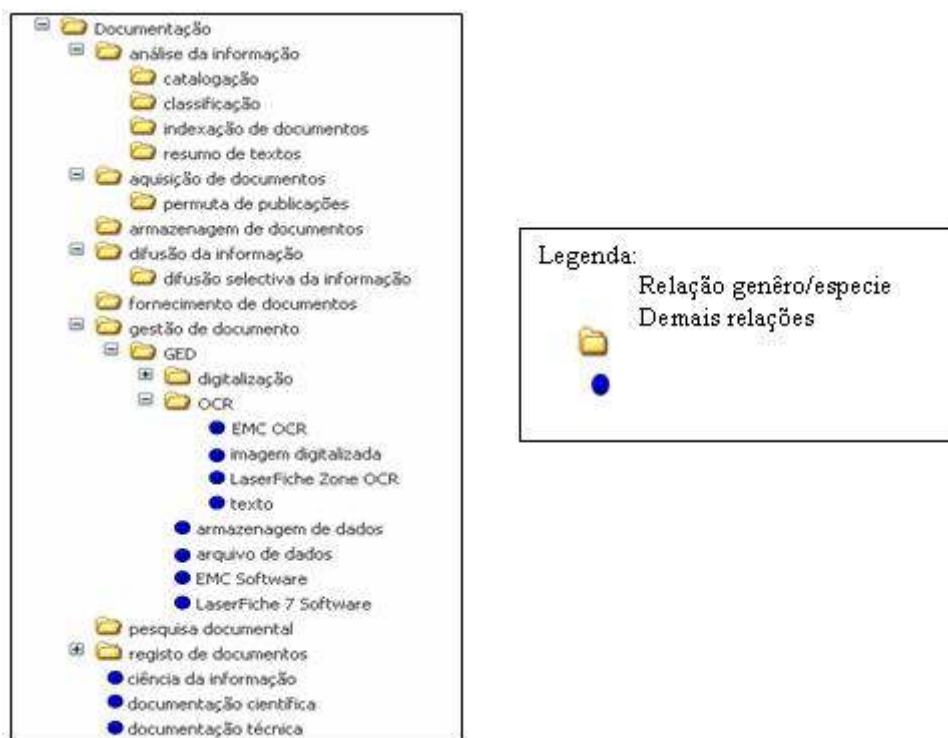 Documentação
análise da informação
catalogação
classificação
indexação de documentos
resumo de textos
aquisição de documentos
permuta de publicações
armazenagem de documentos
difusão da informação
difusão selectiva da informação
fornecimento de documentos
gestão de documento
GED
digitalização
OCR
EMC OCR
imagem digitalizada
LaserFiche Zone OCR
texto
armazenagem de dados
arquivo de dados
EMC Software
LaserFiche 7 Software
pesquisa documental
registo de documentos
ciência da informação
documentação científica
documentação técnica
Legenda:
Relação genêro/especie
Demais relações